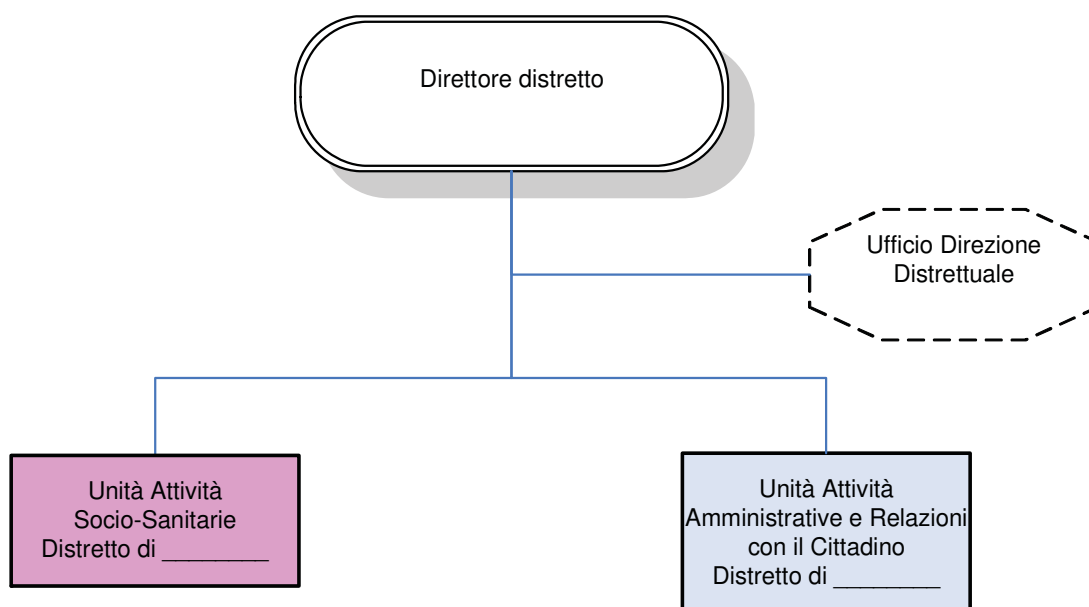 Direttore distretto
Ufficio Direzione
Distrettuale
Unità Attività
Socio-Sanitarie
Distretto di ________
Unità Attività
Amministrative e Relazioni
con il Cittadino
Distretto di ________